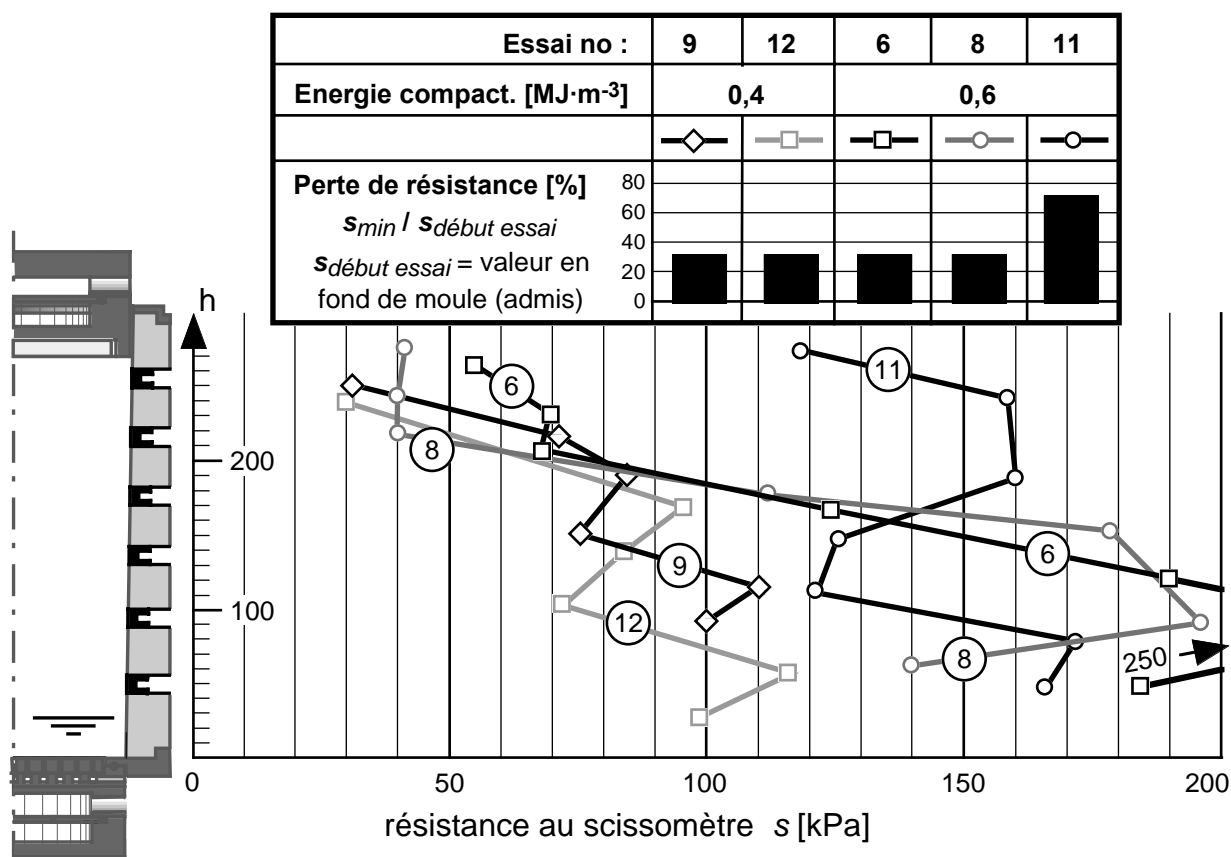 Essai no : 9 12 6 8 11
Energie compact. [MJ·m-3] 0,4 0,6
Perte de résistance [%]
smin / sdébut essai
sdébut essai = valeur en
fond de moule (admis)
80
60
40
20
0
h
200
100
6
11
8
9
6
12
8
250
0 50 100 150 200
résistance au scissomètre s [kPa]